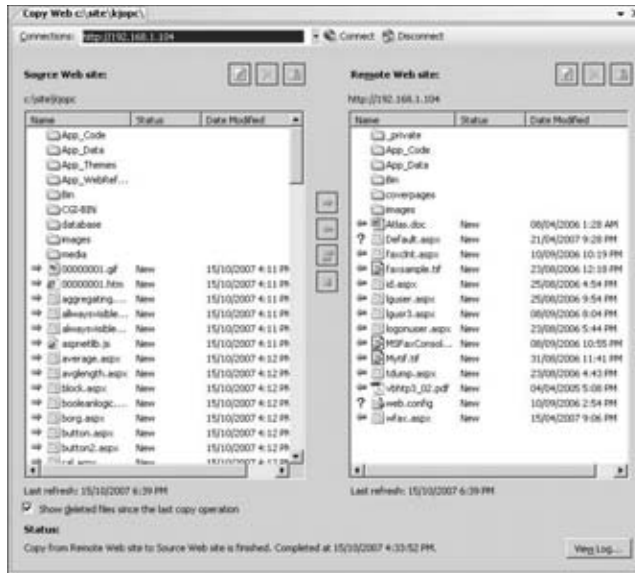 Copy Web c:\site\kjopc\
Connections: http://192.168.1.104 Connect Disconnect
Source Web site:
c:\site\kjopc
Name Status Date Modified
App_Code
App_Data
App_Themes
App_WebRef...
Bin
CGI-BIN
database
images
media
00000001.gif New 15/10/2007 4:11 PM
00000001.htm New 15/10/2007 4:11 PM
aggregating.... New 15/10/2007 4:11 PM
alwaysvisible... New 15/10/2007 4:11 PM
alwaysvisible... New 15/10/2007 4:11 PM
aspnetlib.js New 15/10/2007 4:11 PM
average.aspx New 15/10/2007 4:12 PM
avglength.aspx New 15/10/2007 4:12 PM
block.aspx New 15/10/2007 4:12 PM
booleanlogic.... New 15/10/2007 4:12 PM
borg.aspx New 15/10/2007 4:12 PM
button.aspx New 15/10/2007 4:12 PM
button2.aspx New 15/10/2007 4:12 PM
cal.aspx New 15/10/2007 4:12 PM
Last refresh: 15/10/2007 6:39 PM
Show deleted files since the last copy operation
Remote Web site:
http://192.168.1.104
Name Status Date Modified
_private
App_Code
App_Data
Bin
coverpages
images
Atlas.doc New 08/04/2006 1:28 AM
? Default.aspx New 21/04/2007 9:28 PM
faxdnt.aspx New 10/09/2006 10:19 PM
faxsample.tif New 23/08/2006 12:18 PM
id.aspx New 25/08/2006 4:54 PM
lguser.aspx New 25/08/2006 9:54 PM
lgusr3.aspx New 08/09/2006 8:04 PM
logonuser.aspx New 23/08/2006 5:44 PM
MSFaxConsol... New 08/09/2006 10:55 PM
Mytif.tif New 31/08/2006 11:41 PM
tdump.aspx New 23/08/2006 4:43 PM
vbhtp3_02.pdf New 04/04/2005 5:08 PM
? web.config New 10/09/2006 2:54 PM
wfax.aspx New 15/04/2007 9:06 PM
Last refresh: 15/10/2007 6:39 PM
Status:
Copy from Remote Web site to Source Web site is finished. Completed at 15/10/2007 4:33:52 PM.
View Log...